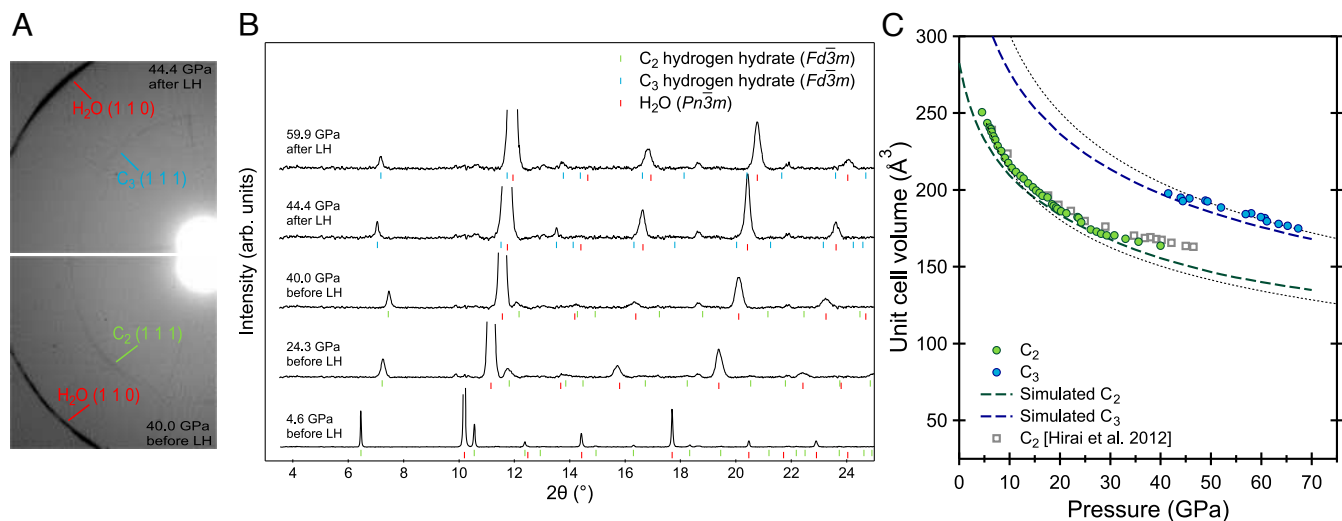 A
44.4 GPa
after LH
H₂O (1 1 0)
C₃ (1 1 1)
C₂ (1 1 1)
H₂O (1 1 0)
40.0 GPa
before LH
B
C₂ hydrogen hydrate (Fd3̅m)
C₃ hydrogen hydrate (Fd3̅m)
H₂O (Pn3̅m)
59.9 GPa
after LH
44.4 GPa
after LH
40.0 GPa
before LH
24.3 GPa
before LH
4.6 GPa
before LH
Intensity (arb. units)
4 6 8 10 12 14 16 18 20 22 24
2θ (°)
C
300
250
200
150
100
50
Unit cell volume (Å³)
C₂
C₃
Simulated C₂
Simulated C₃
C₂ [Hirai et al. 2012]
0 10 20 30 40 50 60 70
Pressure (GPa)